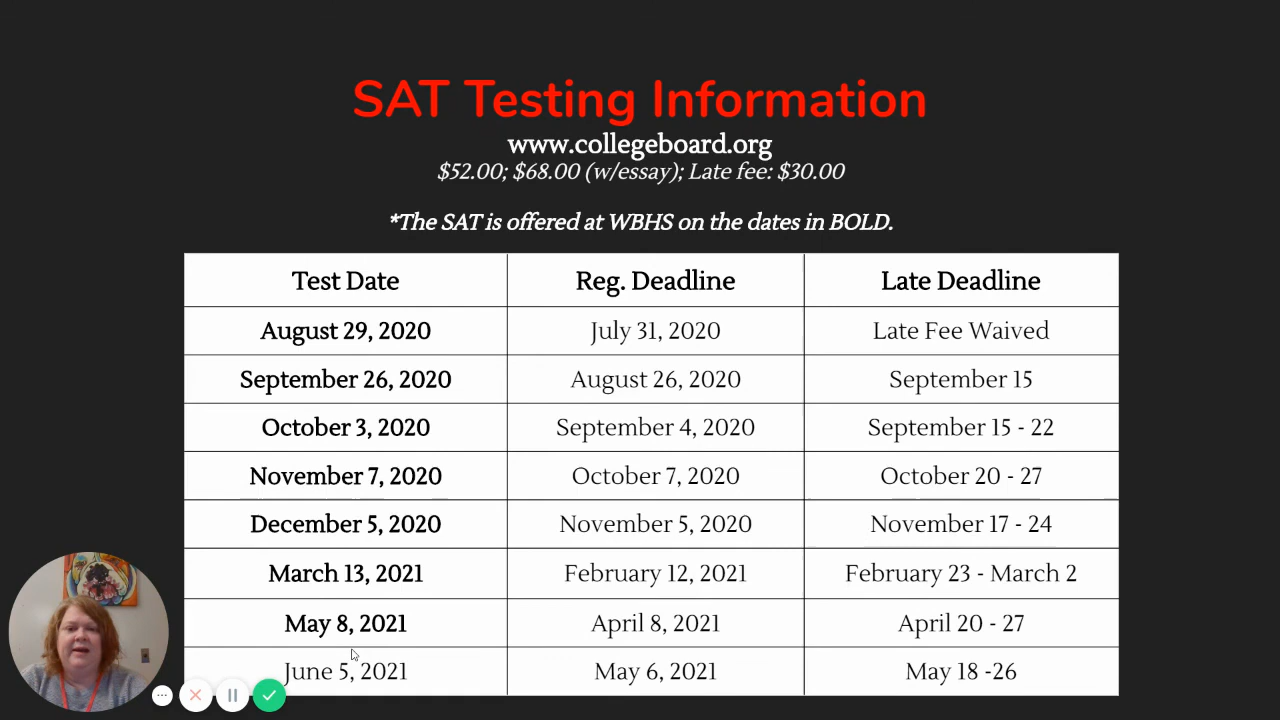 SAT Testing Information
www.collegeboard.org
$52.00; $68.00 (w/essay); Late fee: $30.00
*The SAT is offered at WBHS on the dates in BOLD.
Test Date Reg. Deadline Late Deadline
August 29, 2020 July 31, 2020 Late Fee Waived
September 26, 2020 August 26, 2020 September 15
October 3, 2020 September 4, 2020 September 15 - 22
November 7, 2020 October 7, 2020 October 20 - 27
December 5, 2020 November 5, 2020 November 17 - 24
March 13, 2021 February 12, 2021 February 23 - March 2
May 8, 2021 April 8, 2021 April 20 - 27
June 5, 2021 May 6, 2021 May 18 -26